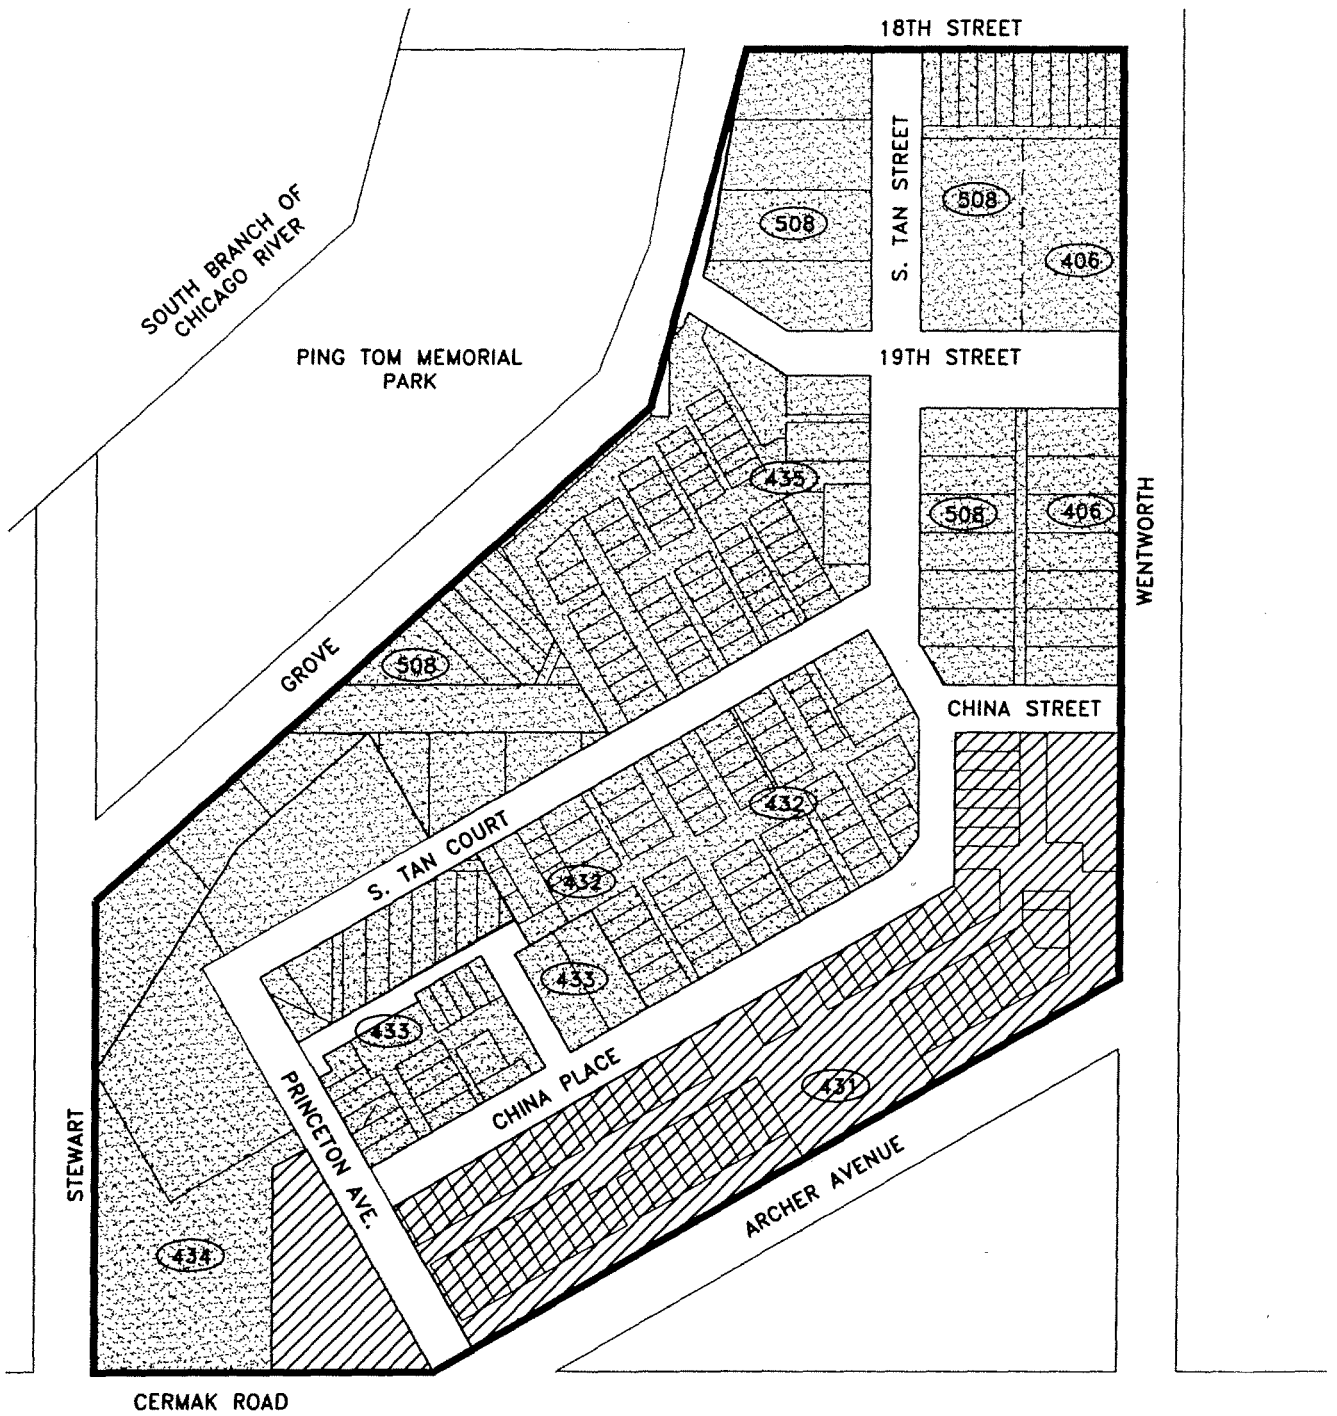 18TH STREET
S. TAN STREET
SOUTH BRANCH OF
CHICAGO RIVER
508
508
406
PING TOM MEMORIAL
PARK
19TH STREET
435
508
406
WENTWORTH
GROVE
508
CHINA STREET
432
S. TAN COURT
432
433
433
CHINA PLACE
431
PRINCETON AVE.
STEWART
ARCHER AVENUE
434
CERMAK ROAD